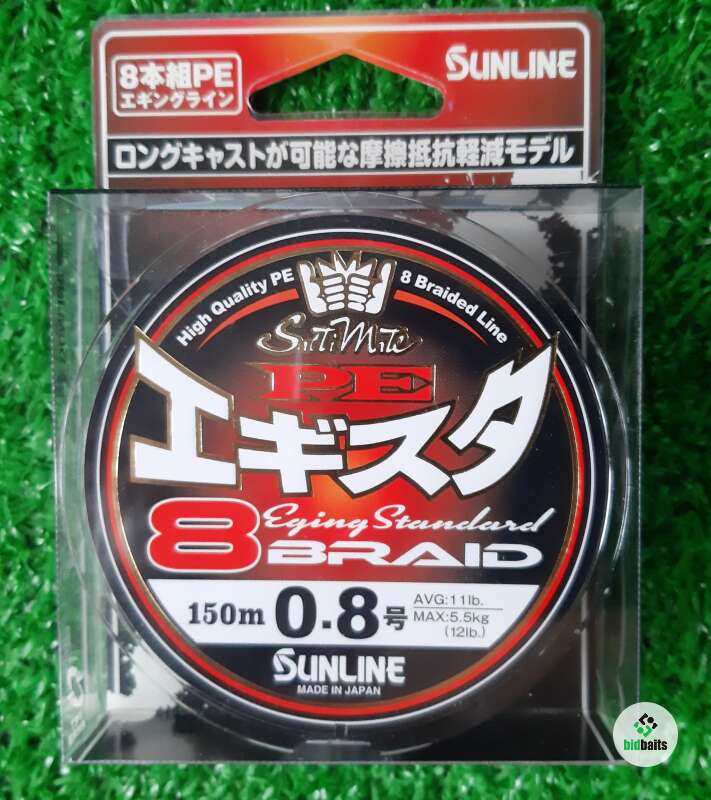 8本組PE
エギングライン
SUNLINE
ロングキャストが可能な摩擦抵抗軽減モデル
High Quality PE 8 Braided Line
SaltiMate
PE
エギスタ
Eging Standard
8 BRAID
150m 0.8号
AVG:11lb.
MAX:5.5kg
(12lb.)
SUNLINE
MADE IN JAPAN
bidbaits